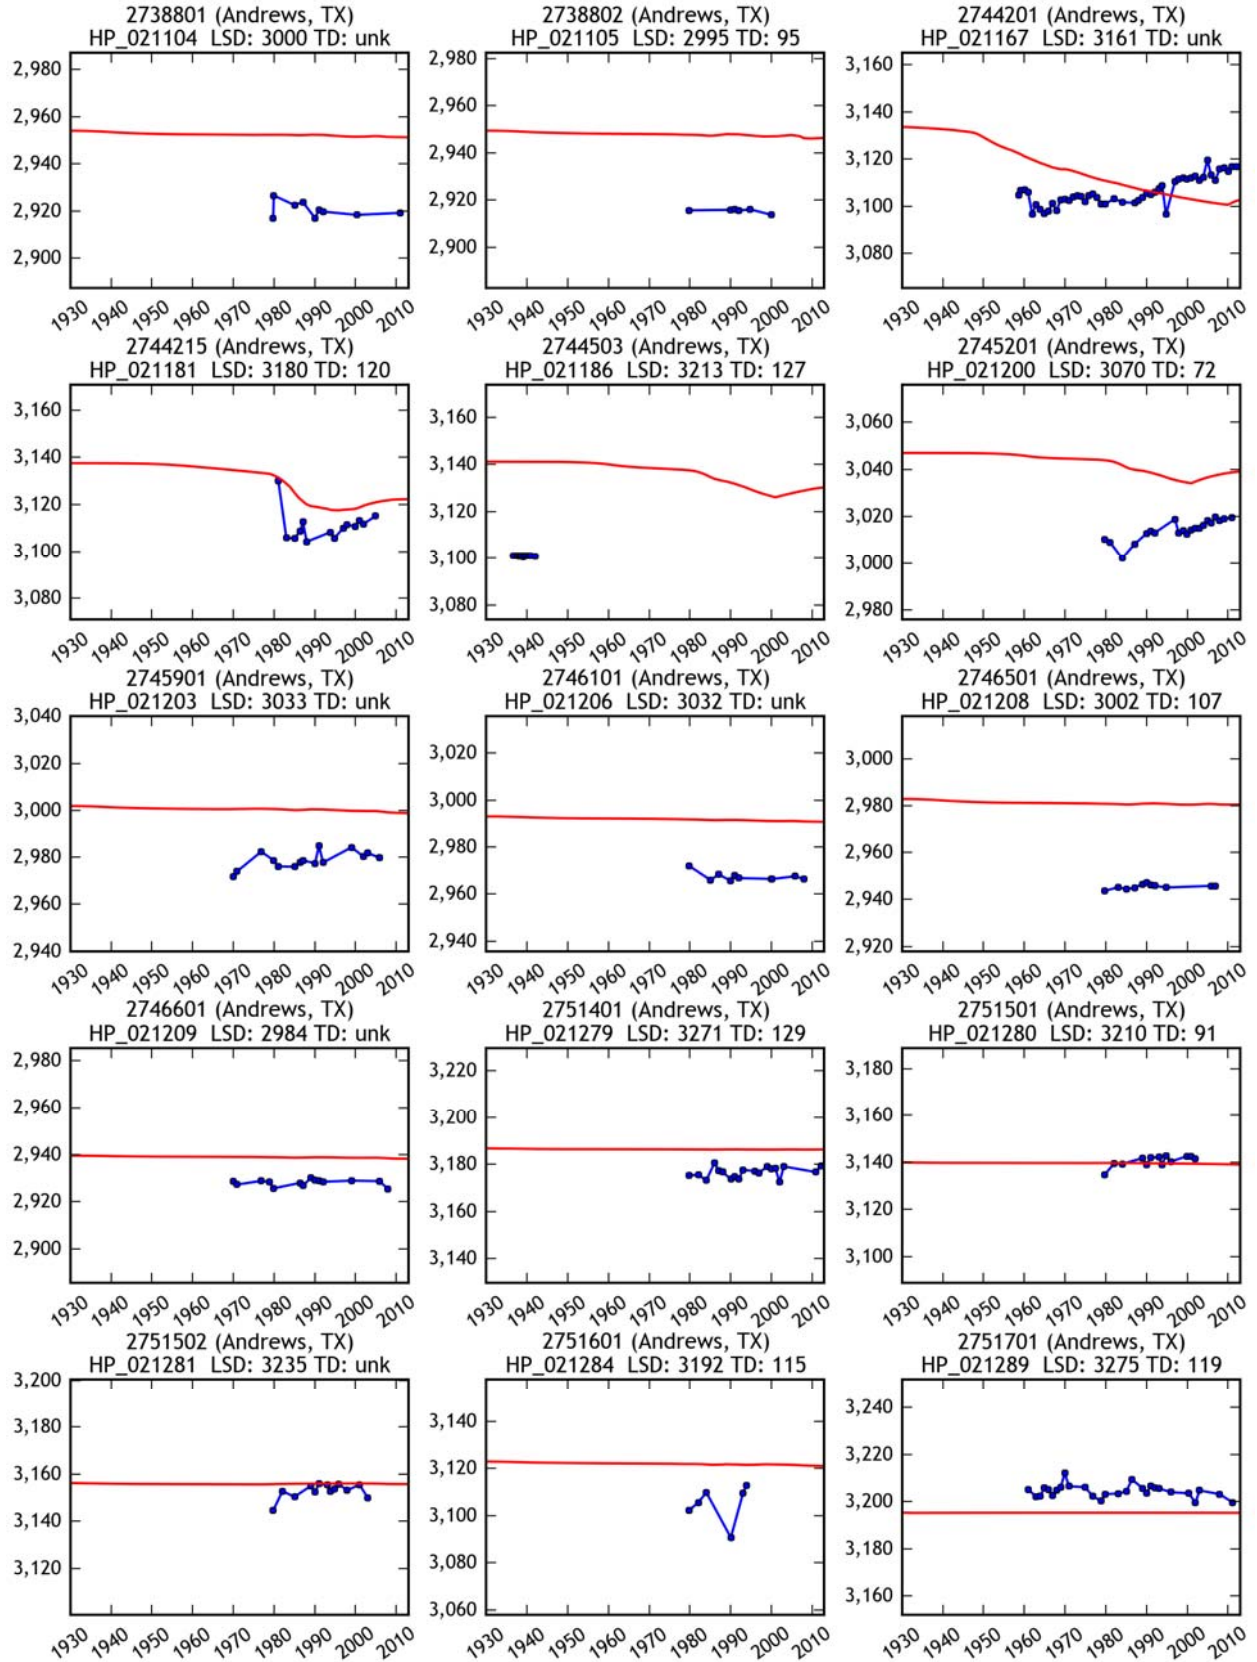 2738801 (Andrews, TX)
HP_021104 LSD: 3000 TD: unk
2,980
2,960
2,940
2,920
2,900
1930 1940 1950 1960 1970 1980 1990 2000 2010
2738802 (Andrews, TX)
HP_021105 LSD: 2995 TD: 95
2,980
2,960
2,940
2,920
2,900
1930 1940 1950 1960 1970 1980 1990 2000 2010
2744201 (Andrews, TX)
HP_021167 LSD: 3161 TD: unk
3,160
3,140
3,120
3,100
3,080
1930 1940 1950 1960 1970 1980 1990 2000 2010
2744215 (Andrews, TX)
HP_021181 LSD: 3180 TD: 120
3,160
3,140
3,120
3,100
3,080
1930 1940 1950 1960 1970 1980 1990 2000 2010
2744503 (Andrews, TX)
HP_021186 LSD: 3213 TD: 127
3,160
3,140
3,120
3,100
3,080
1930 1940 1950 1960 1970 1980 1990 2000 2010
2745201 (Andrews, TX)
HP_021200 LSD: 3070 TD: 72
3,060
3,040
3,020
3,000
2,980
1930 1940 1950 1960 1970 1980 1990 2000 2010
2745901 (Andrews, TX)
HP_021203 LSD: 3033 TD: unk
3,040
3,020
3,000
2,980
2,960
2,940
1930 1940 1950 1960 1970 1980 1990 2000 2010
2746101 (Andrews, TX)
HP_021206 LSD: 3032 TD: unk
3,020
3,000
2,980
2,960
2,940
1930 1940 1950 1960 1970 1980 1990 2000 2010
2746501 (Andrews, TX)
HP_021208 LSD: 3002 TD: 107
3,000
2,980
2,960
2,940
2,920
1930 1940 1950 1960 1970 1980 1990 2000 2010
2746601 (Andrews, TX)
HP_021209 LSD: 2984 TD: unk
2,980
2,960
2,940
2,920
2,900
1930 1940 1950 1960 1970 1980 1990 2000 2010
2751401 (Andrews, TX)
HP_021279 LSD: 3271 TD: 129
3,220
3,200
3,180
3,160
3,140
1930 1940 1950 1960 1970 1980 1990 2000 2010
2751501 (Andrews, TX)
HP_021280 LSD: 3210 TD: 91
3,180
3,160
3,140
3,120
3,100
1930 1940 1950 1960 1970 1980 1990 2000 2010
2751502 (Andrews, TX)
HP_021281 LSD: 3235 TD: unk
3,200
3,180
3,160
3,140
3,120
1930 1940 1950 1960 1970 1980 1990 2000 2010
2751601 (Andrews, TX)
HP_021284 LSD: 3192 TD: 115
3,140
3,120
3,100
3,080
3,060
1930 1940 1950 1960 1970 1980 1990 2000 2010
2751701 (Andrews, TX)
HP_021289 LSD: 3275 TD: 119
3,240
3,220
3,200
3,180
3,160
1930 1940 1950 1960 1970 1980 1990 2000 2010